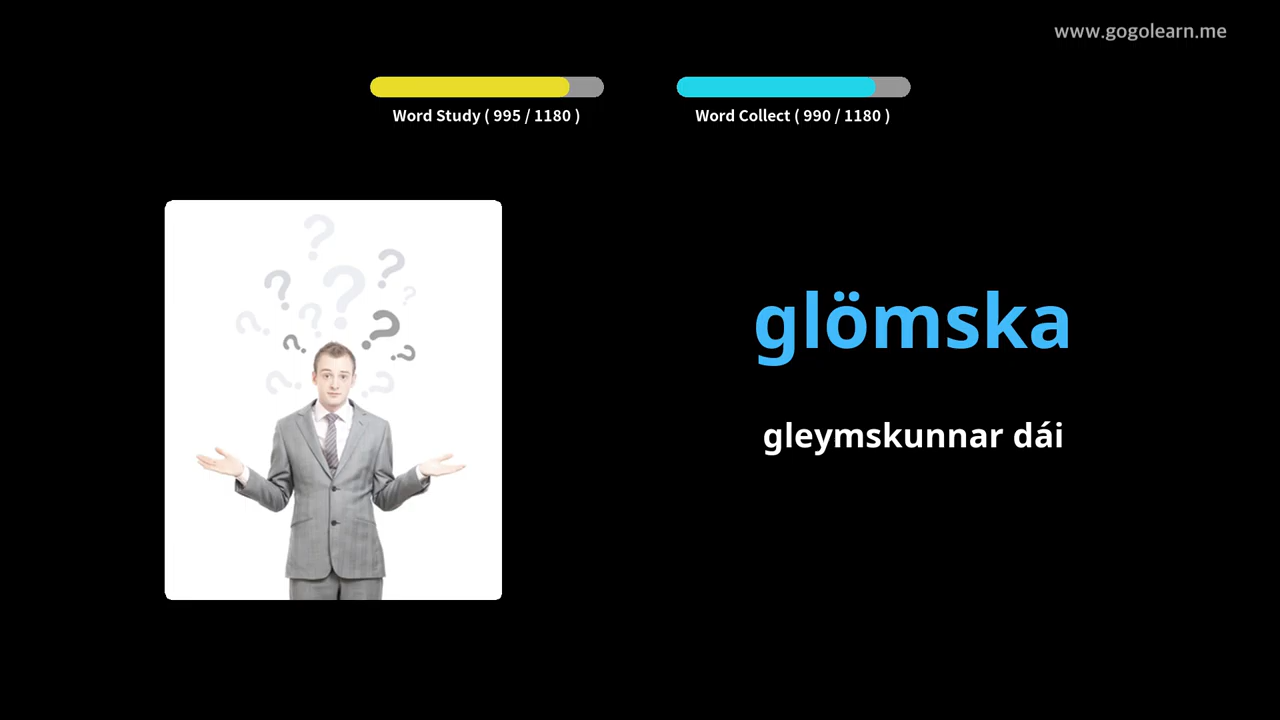 www.gogolearn.me
Word Study ( 995 / 1180 )
Word Collect ( 990 / 1180 )
glömska
gleymskunnar dái